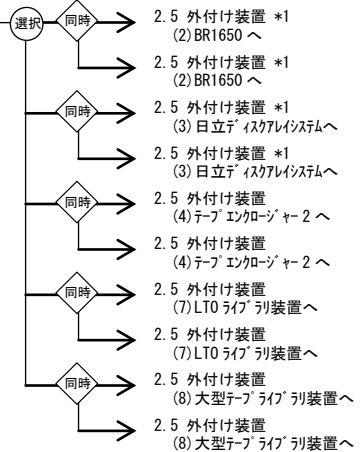 選択
同時
2.5 外付け装置 *1
(2)BR1650 へ
2.5 外付け装置 *1
(2)BR1650 へ
同時
2.5 外付け装置 *1
(3)日立ﾃﾞｨｽｸｱﾚｲｼｽﾃﾑへ
2.5 外付け装置 *1
(3)日立ﾃﾞｨｽｸｱﾚｲｼｽﾃﾑへ
同時
2.5 外付け装置
(4)ﾃｰﾌﾟｴﾝｸﾛｰｼﾞｬｰ 2 へ
2.5 外付け装置
(4)ﾃｰﾌﾟｴﾝｸﾛｰｼﾞｬｰ 2 へ
同時
2.5 外付け装置
(7)LTO ﾗｲﾌﾞﾗﾘ装置へ
2.5 外付け装置
(7)LTO ﾗｲﾌﾞﾗﾘ装置へ
同時
2.5 外付け装置
(8)大型ﾃｰﾌﾟﾗｲﾌﾞﾗﾘ装置へ
2.5 外付け装置
(8)大型ﾃｰﾌﾟﾗｲﾌﾞﾗﾘ装置へ